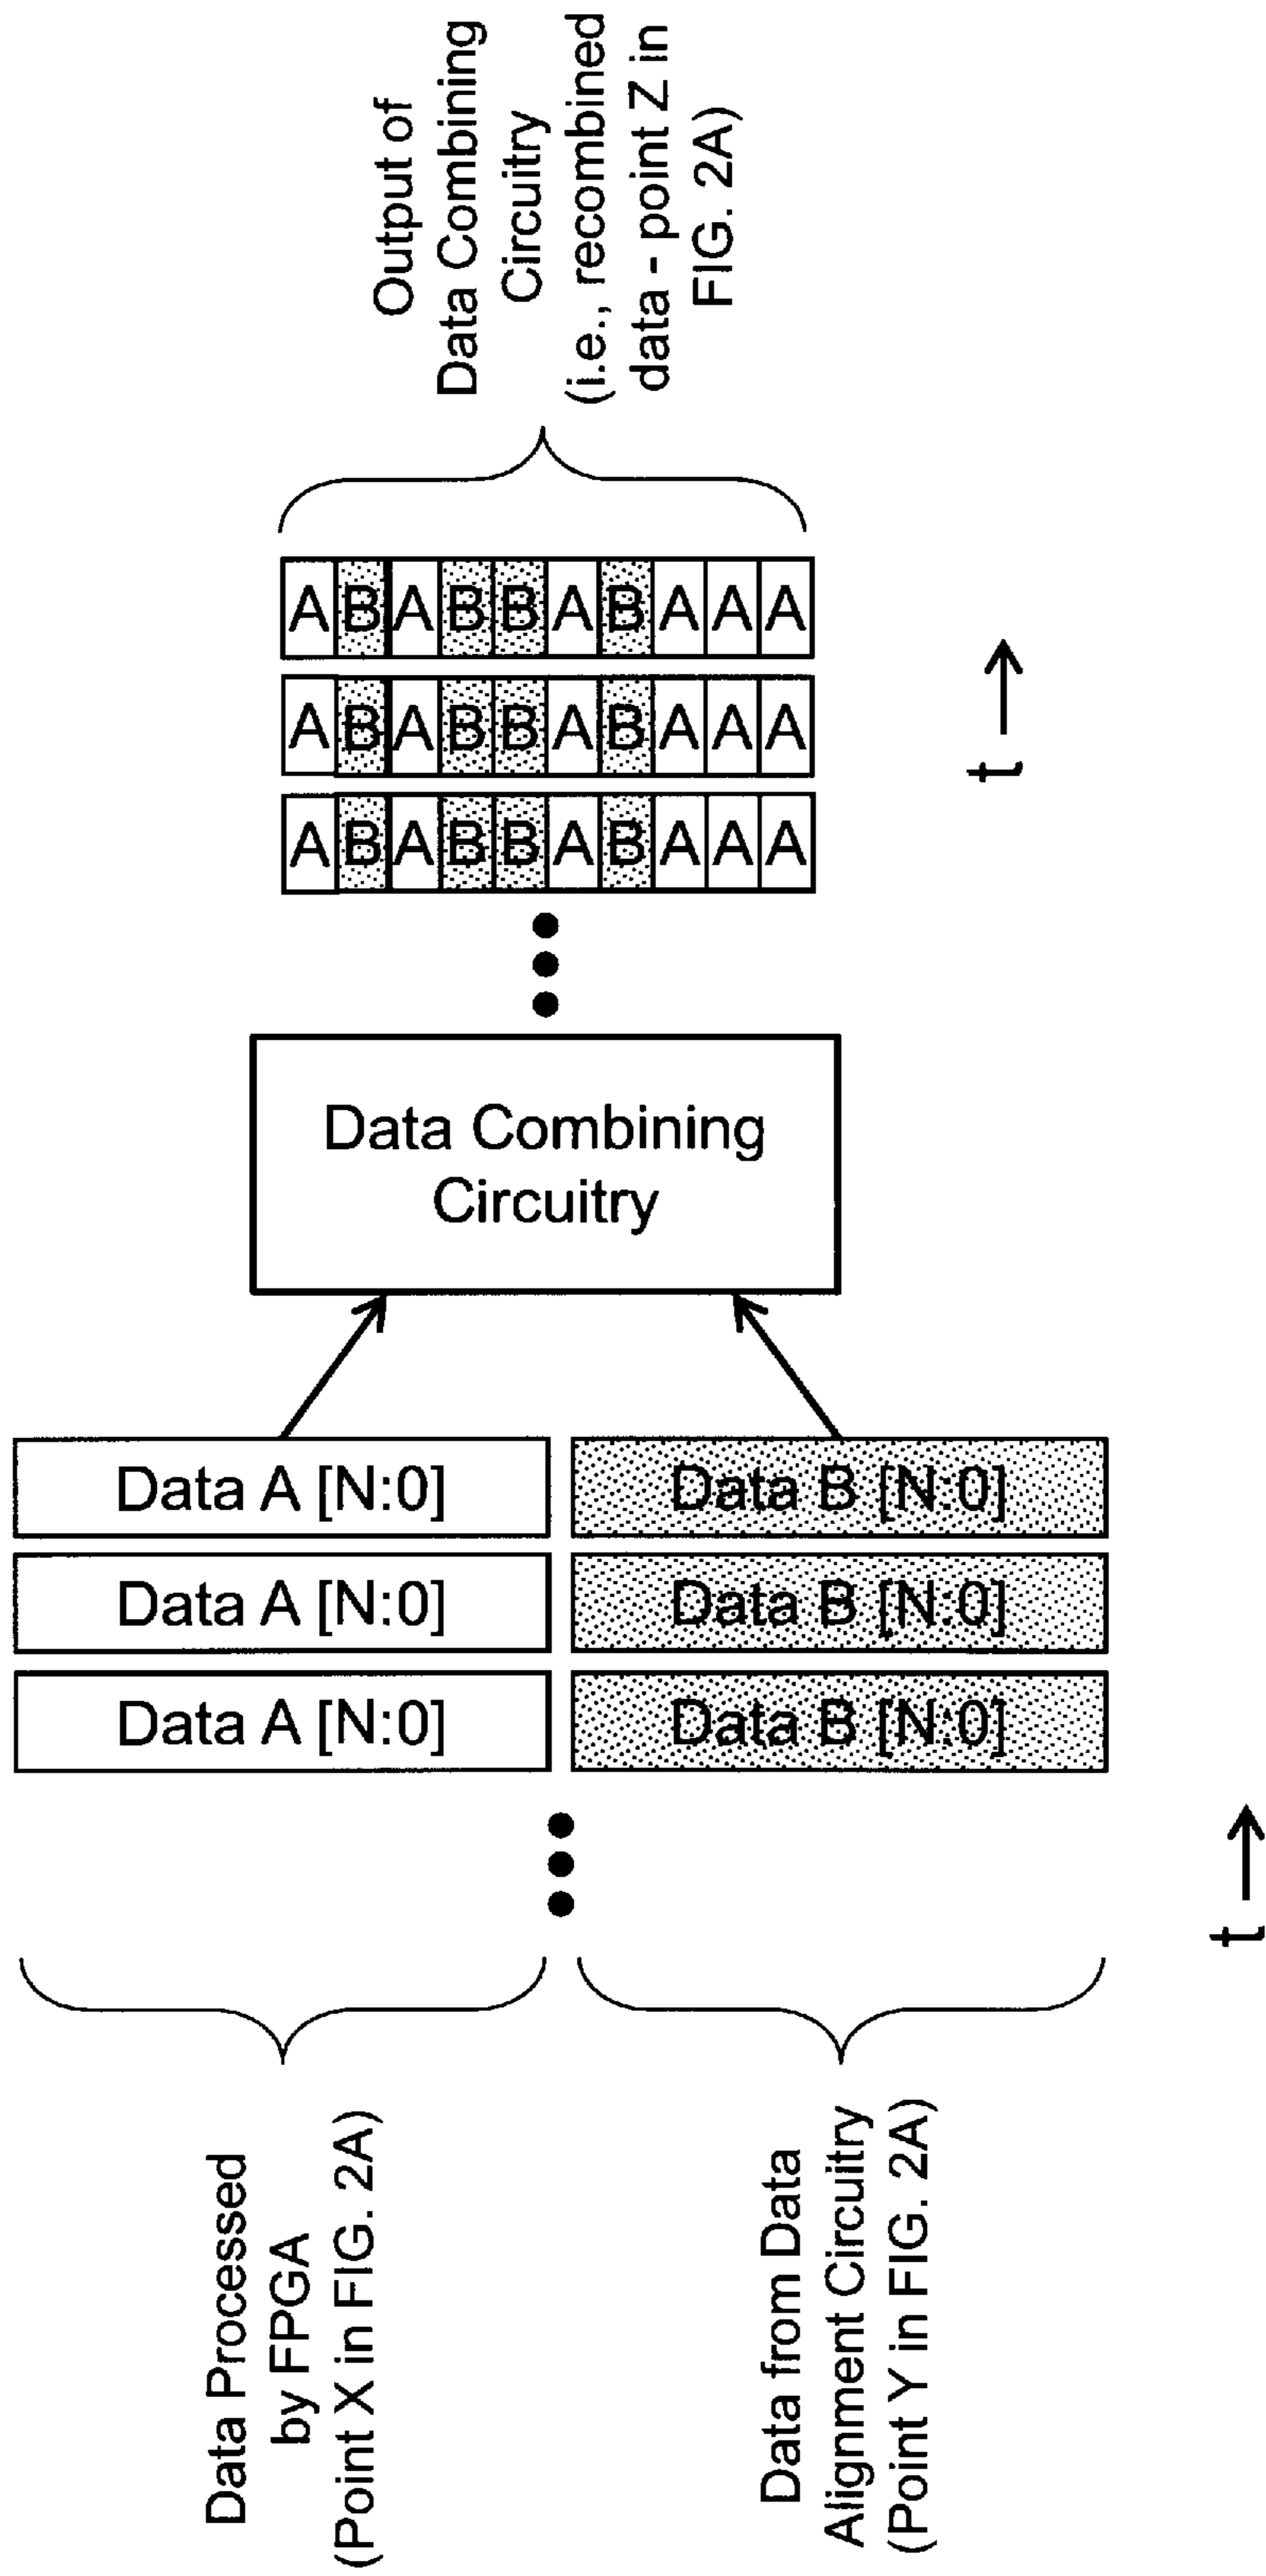 Data Processed
by FPGA
(Point X in FIG. 2A)
Data from Data
Alignment Circuitry
(Point Y in FIG. 2A)
t
Data A [N:0]
Data A [N:0]
Data A [N:0]
Data B [N:0]
Data B [N:0]
Data B [N:0]
Data Combining
Circuitry
A B A B B A B A A A
A B A B B A B A A A
A B A B B A B A A A
t
Output of
Data Combining
Circuitry
(i.e., recombined
data - point Z in
FIG. 2A)